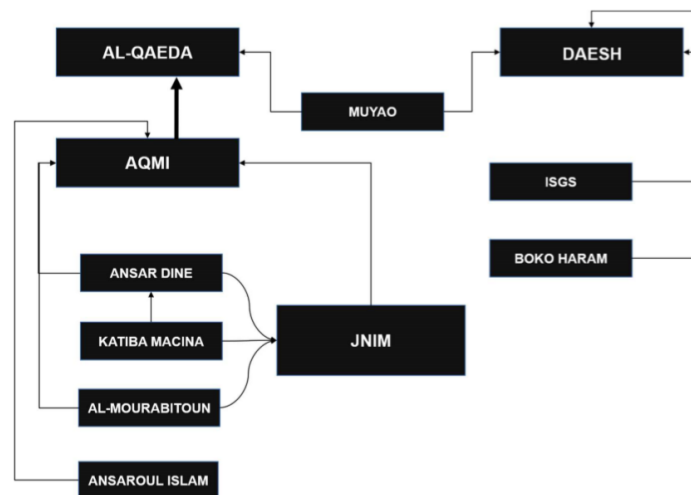 AL-QAEDA
DAESH
MUYAO
AQMI
ISGS
BOKO HARAM
ANSAR DINE
KATIBA MACINA
JNIM
AL-MOURABITOUN
ANSAROUL ISLAM